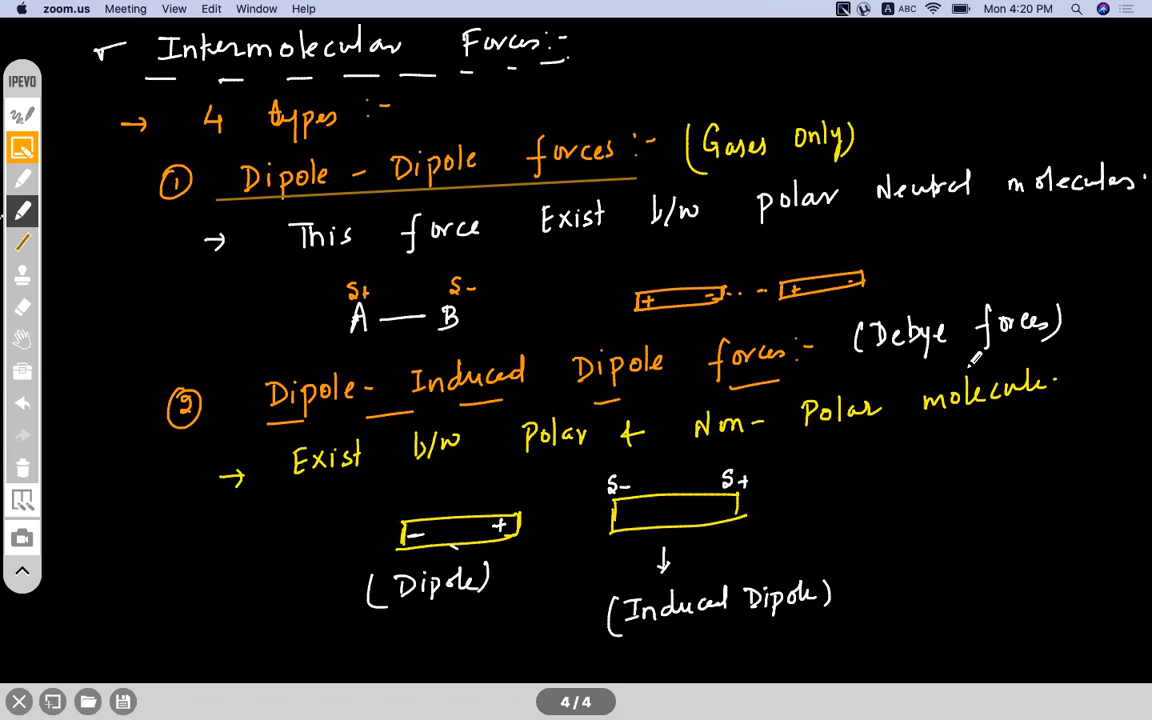 zoom.us Meeting View Edit Window Help A ABC Mon 4:20 PM
IPEVO
Intermolecular Forces:-
→ 4 types :-
① Dipole - Dipole forces :- (Gases Only)
→ This force Exist b/w polar Neutral molecules.
S+ S-
A — B
+ - ... + -
② Dipole - Induced Dipole forces :- (Debye forces)
→ Exist b/w Polar & Non-Polar molecule.
S- S+
- +
(Dipole)
↓
(Induced Dipole)
4/4